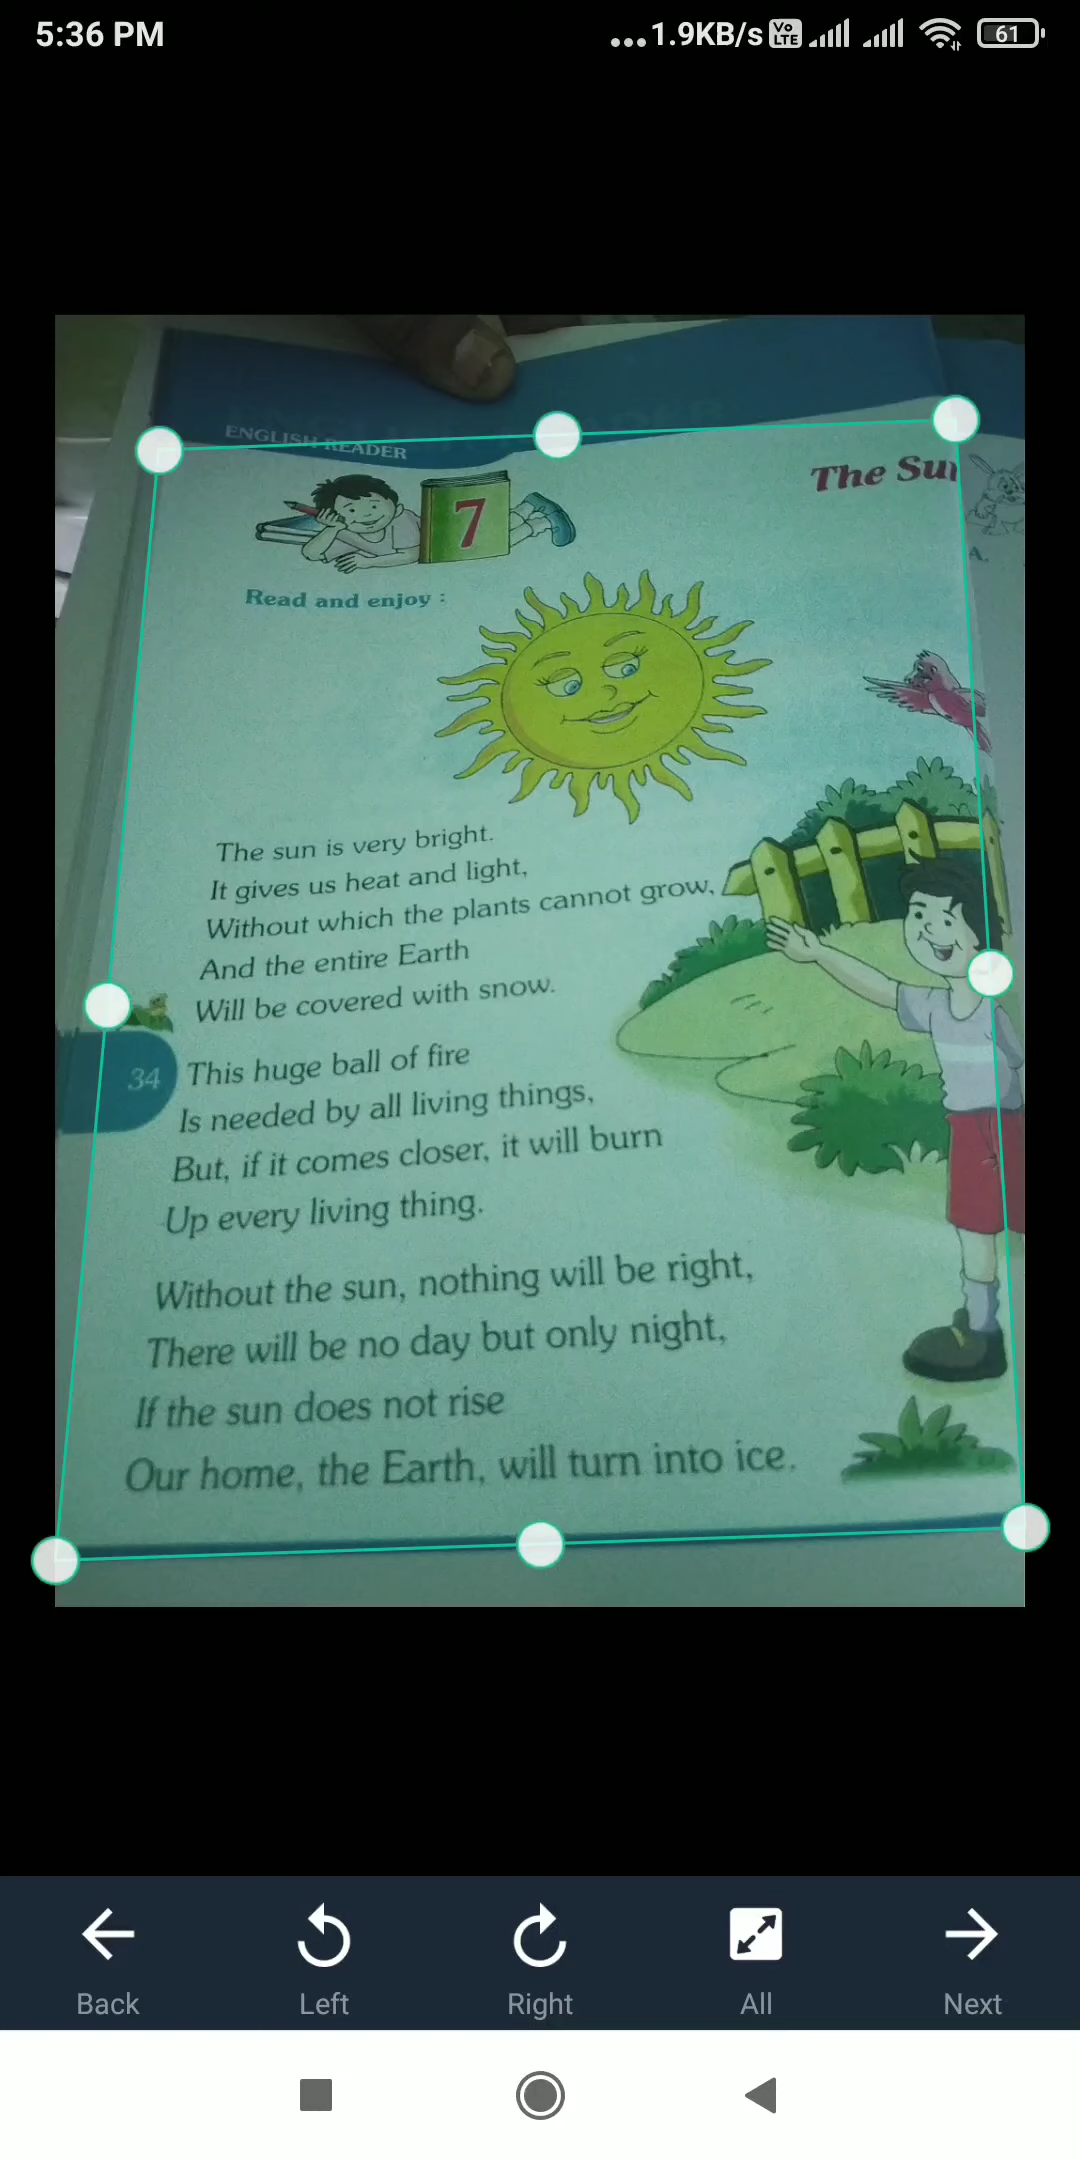 5:36 PM
...1.9KB/s Vo LTE 61
ENGLISH READER
7
The Sun
A.
Read and enjoy :
The sun is very bright.
It gives us heat and light,
Without which the plants cannot grow,
And the entire Earth
Will be covered with snow.
34
This huge ball of fire
Is needed by all living things,
But, if it comes closer, it will burn
Up every living thing.
Without the sun, nothing will be right,
There will be no day but only night,
If the sun does not rise
Our home, the Earth, will turn into ice.
Back Left Right All Next